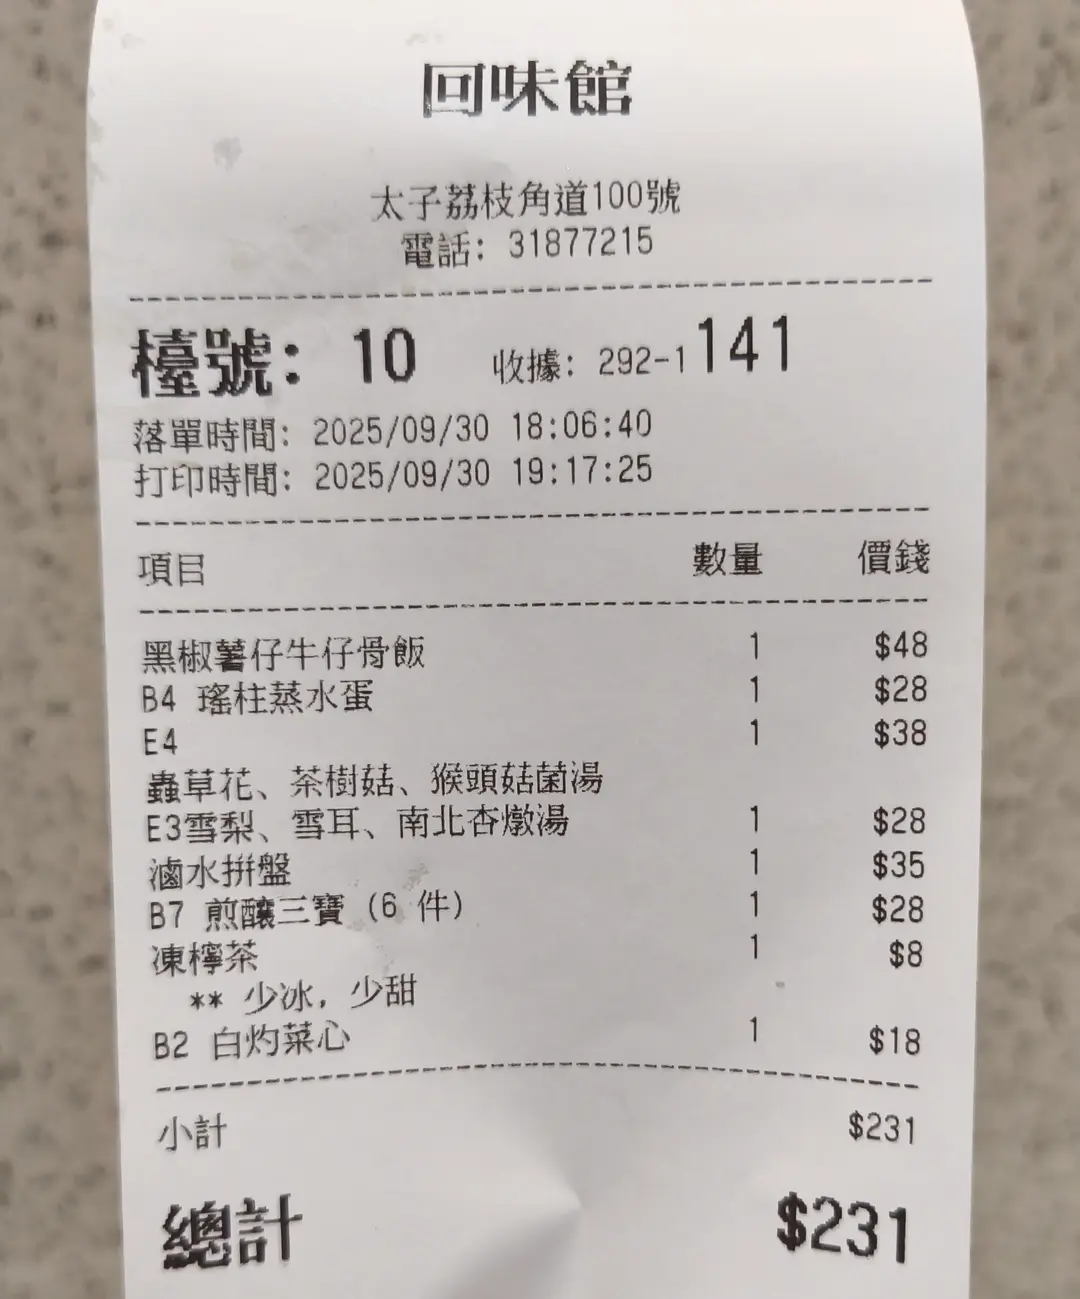 回味館
太子荔枝角道100號
電話: 31877215
檯號: 10 收據: 292-1141
落單時間: 2025/09/30 18:06:40
打印時間: 2025/09/30 19:17:25
項目 數量 價錢
黑椒薯仔牛仔骨飯 1 $48
B4 瑤柱蒸水蛋 1 $28
E4 1 $38
蟲草花、茶樹菇、猴頭菇菌湯
E3雪梨、雪耳、南北杏燉湯 1 $28
滷水拼盤 1 $35
B7 煎釀三寶 (6 件) 1 $28
凍檸茶 1 $8
** 少冰, 少甜
B2 白灼菜心 1 $18
小計 $231
總計 $231